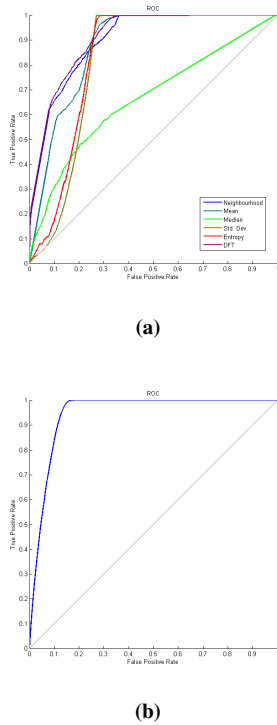 ROC
1
0.9
0.8
0.7
0.6
0.5
0.4
0.3
0.2
0.1
0
True Positive Rate
Neighbourhood
Mean
Median
Std. Dev.
Entropy
DFT
0 0.1 0.2 0.3 0.4 0.5 0.6 0.7 0.8 0.9 1
False Positive Rate
(a)
ROC
1
0.9
0.8
0.7
0.6
0.5
0.4
0.3
0.2
0.1
0
True Positive Rate
0 0.1 0.2 0.3 0.4 0.5 0.6 0.7 0.8 0.9 1
False Positive Rate
(b)